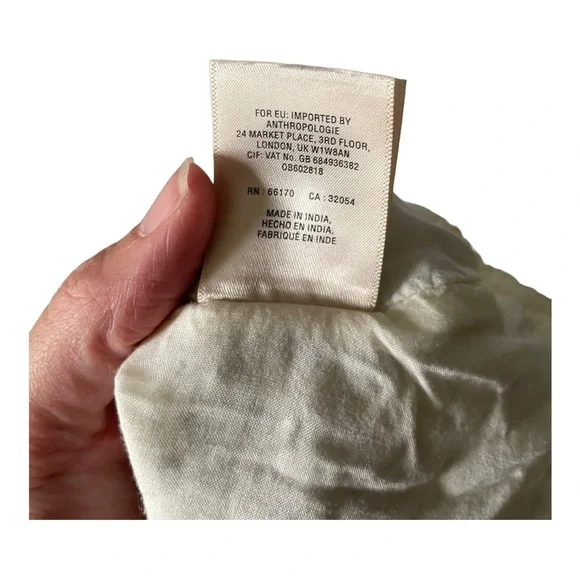 FOR EU: IMPORTED BY
ANTHROPOLOGIE
24 MARKET PLACE, 3RD FLOOR,
LONDON, UK W1W8AN
CIF: VAT No. GB 684936382
OB502818
RN : 66170 CA : 32054
MADE IN INDIA,
HECHO EN INDIA,
FABRIQUÉ EN INDE